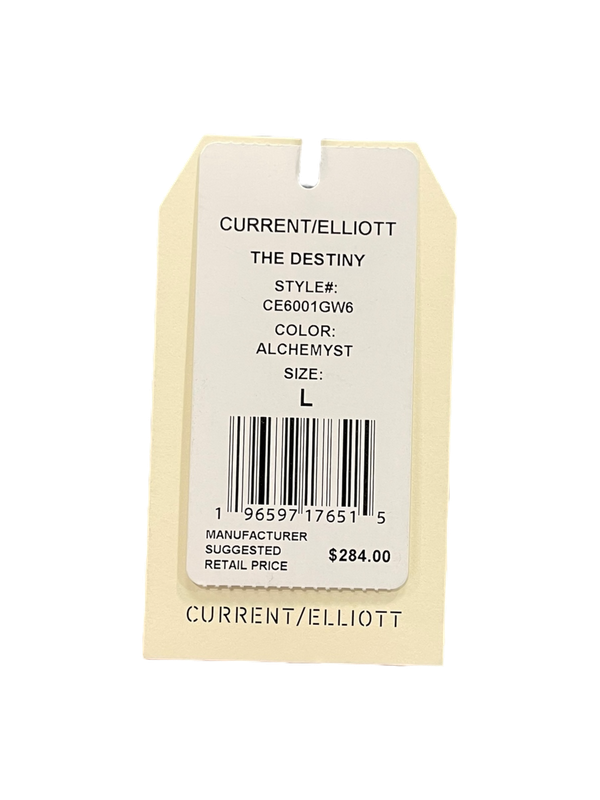 CURRENT/ELLIOTT
THE DESTINY
STYLE#:
CE6001GW6
COLOR:
ALCHEMYST
SIZE:
L
1 96597 17651 5
MANUFACTURER
SUGGESTED
RETAIL PRICE
$284.00
CURRENT/ELLIOTT